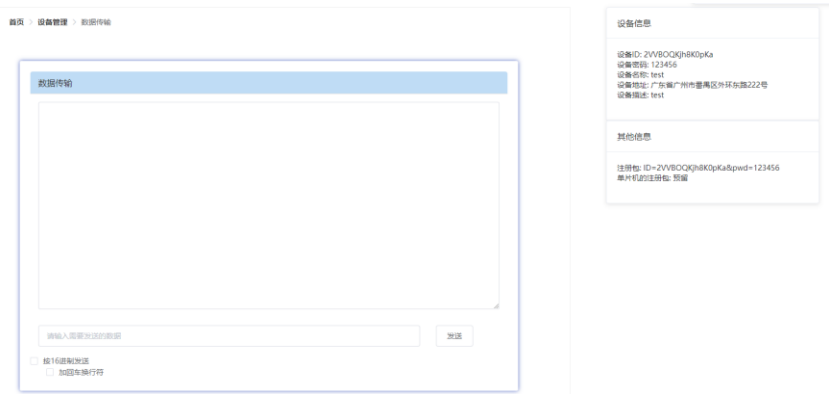 首页 > 设备管理 > 数据传输
数据传输
请输入需要发送的数据
发送
按16进制发送
加回车换行符
设备信息
设备ID: 2VVBOQKjh8K0pKa
设备密码: 123456
设备名称: test
设备地址: 广东省广州市番禺区外环东路222号
设备描述: test
其他信息
注册包: ID=2VVBOQKjh8K0pKa&pwd=123456
单片机的注册包: 预留